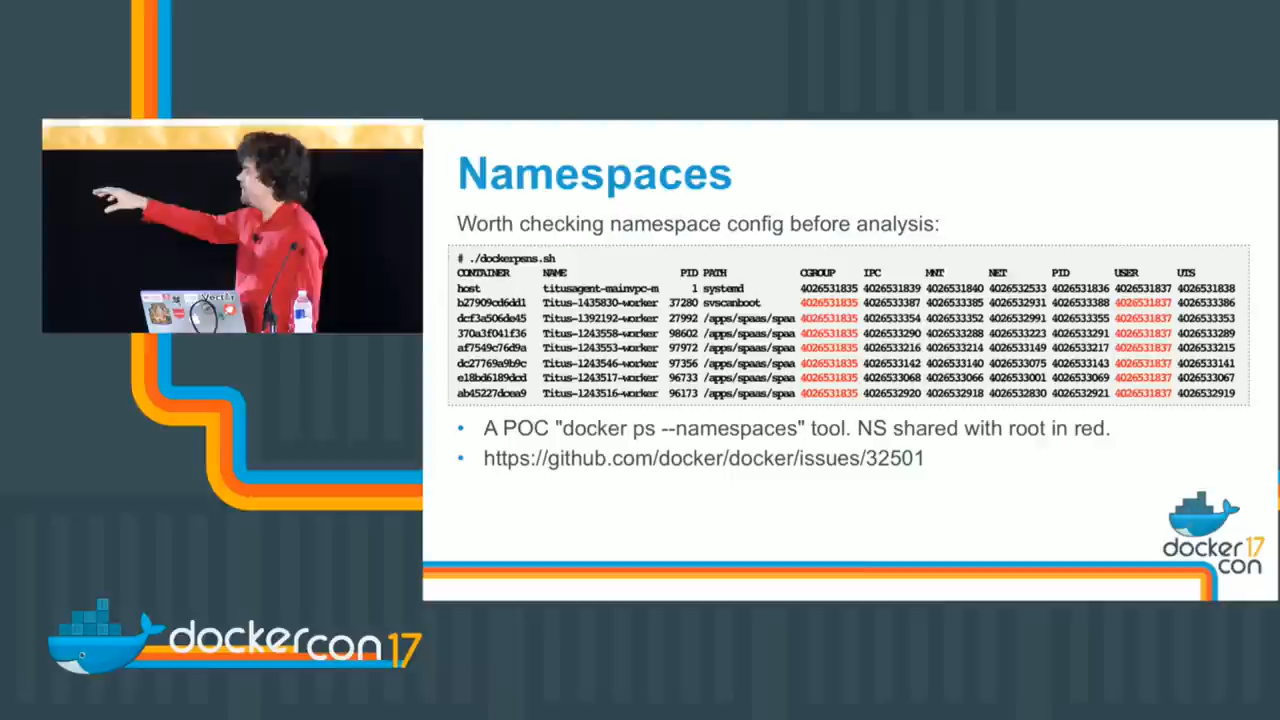 Namespaces
Worth checking namespace config before analysis:
# ./dockerpsns.sh
CONTAINER NAME PID PATH CGROUP IPC MNT NET PID USER UTS
host titusagent-mainvpc-m 1 systemd 4026531835 4026531839 4026531840 4026532533 4026531836 4026531837 4026531838
b27909cd6dd1 Titus-1435830-worker 37280 svscanboot 4026531835 4026533387 4026533385 4026532931 4026533388 4026531837 4026533386
dcf3a506de45 Titus-1392192-worker 27992 /apps/spaas/spaa 4026531835 4026533354 4026533352 4026532991 4026533355 4026531837 4026533353
370a3f041f36 Titus-1243558-worker 98602 /apps/spaas/spaa 4026531835 4026533290 4026533288 4026533223 4026533291 4026531837 4026533289
af7549c76d9a Titus-1243553-worker 97972 /apps/spaas/spaa 4026531835 4026533216 4026533214 4026533149 4026533217 4026531837 4026533215
dc27769a9b9c Titus-1243546-worker 97356 /apps/spaas/spaa 4026531835 4026533142 4026533140 4026533075 4026533143 4026531837 4026533141
e18bd6189dcd Titus-1243517-worker 96733 /apps/spaas/spaa 4026531835 4026533068 4026533066 4026533001 4026533069 4026531837 4026533067
ab45227dcea9 Titus-1243516-worker 96173 /apps/spaas/spaa 4026531835 4026532920 4026532918 4026532830 4026532921 4026531837 4026532919
• A POC "docker ps --namespaces" tool. NS shared with root in red.
• https://github.com/docker/docker/issues/32501
docker 17
con
dockercon 17